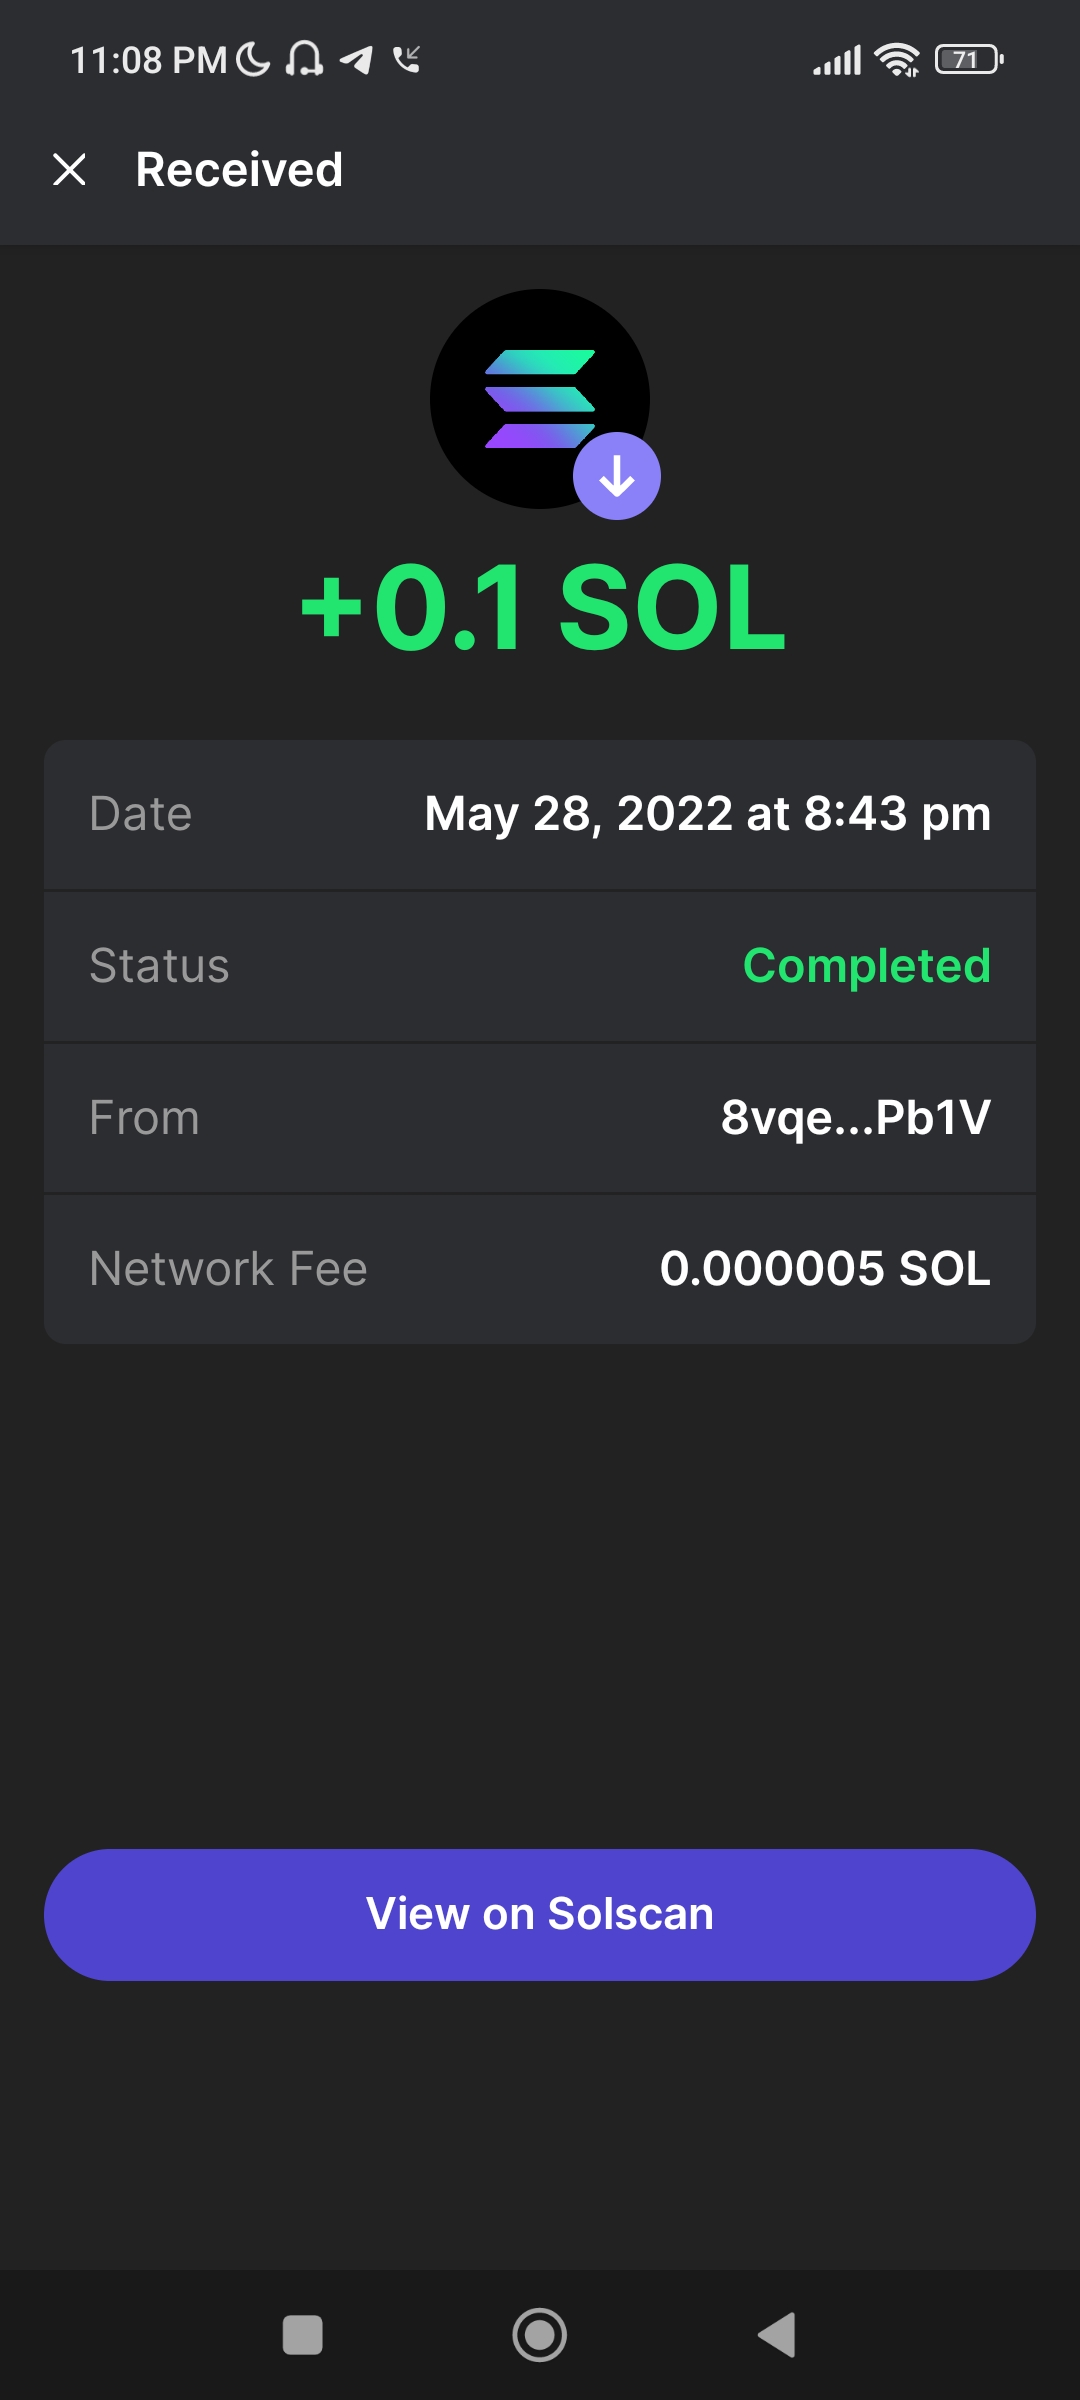 11:08 PM
71
Received
+0.1 SOL
Date May 28, 2022 at 8:43 pm
Status Completed
From 8vqe...Pb1V
Network Fee 0.000005 SOL
View on Solscan